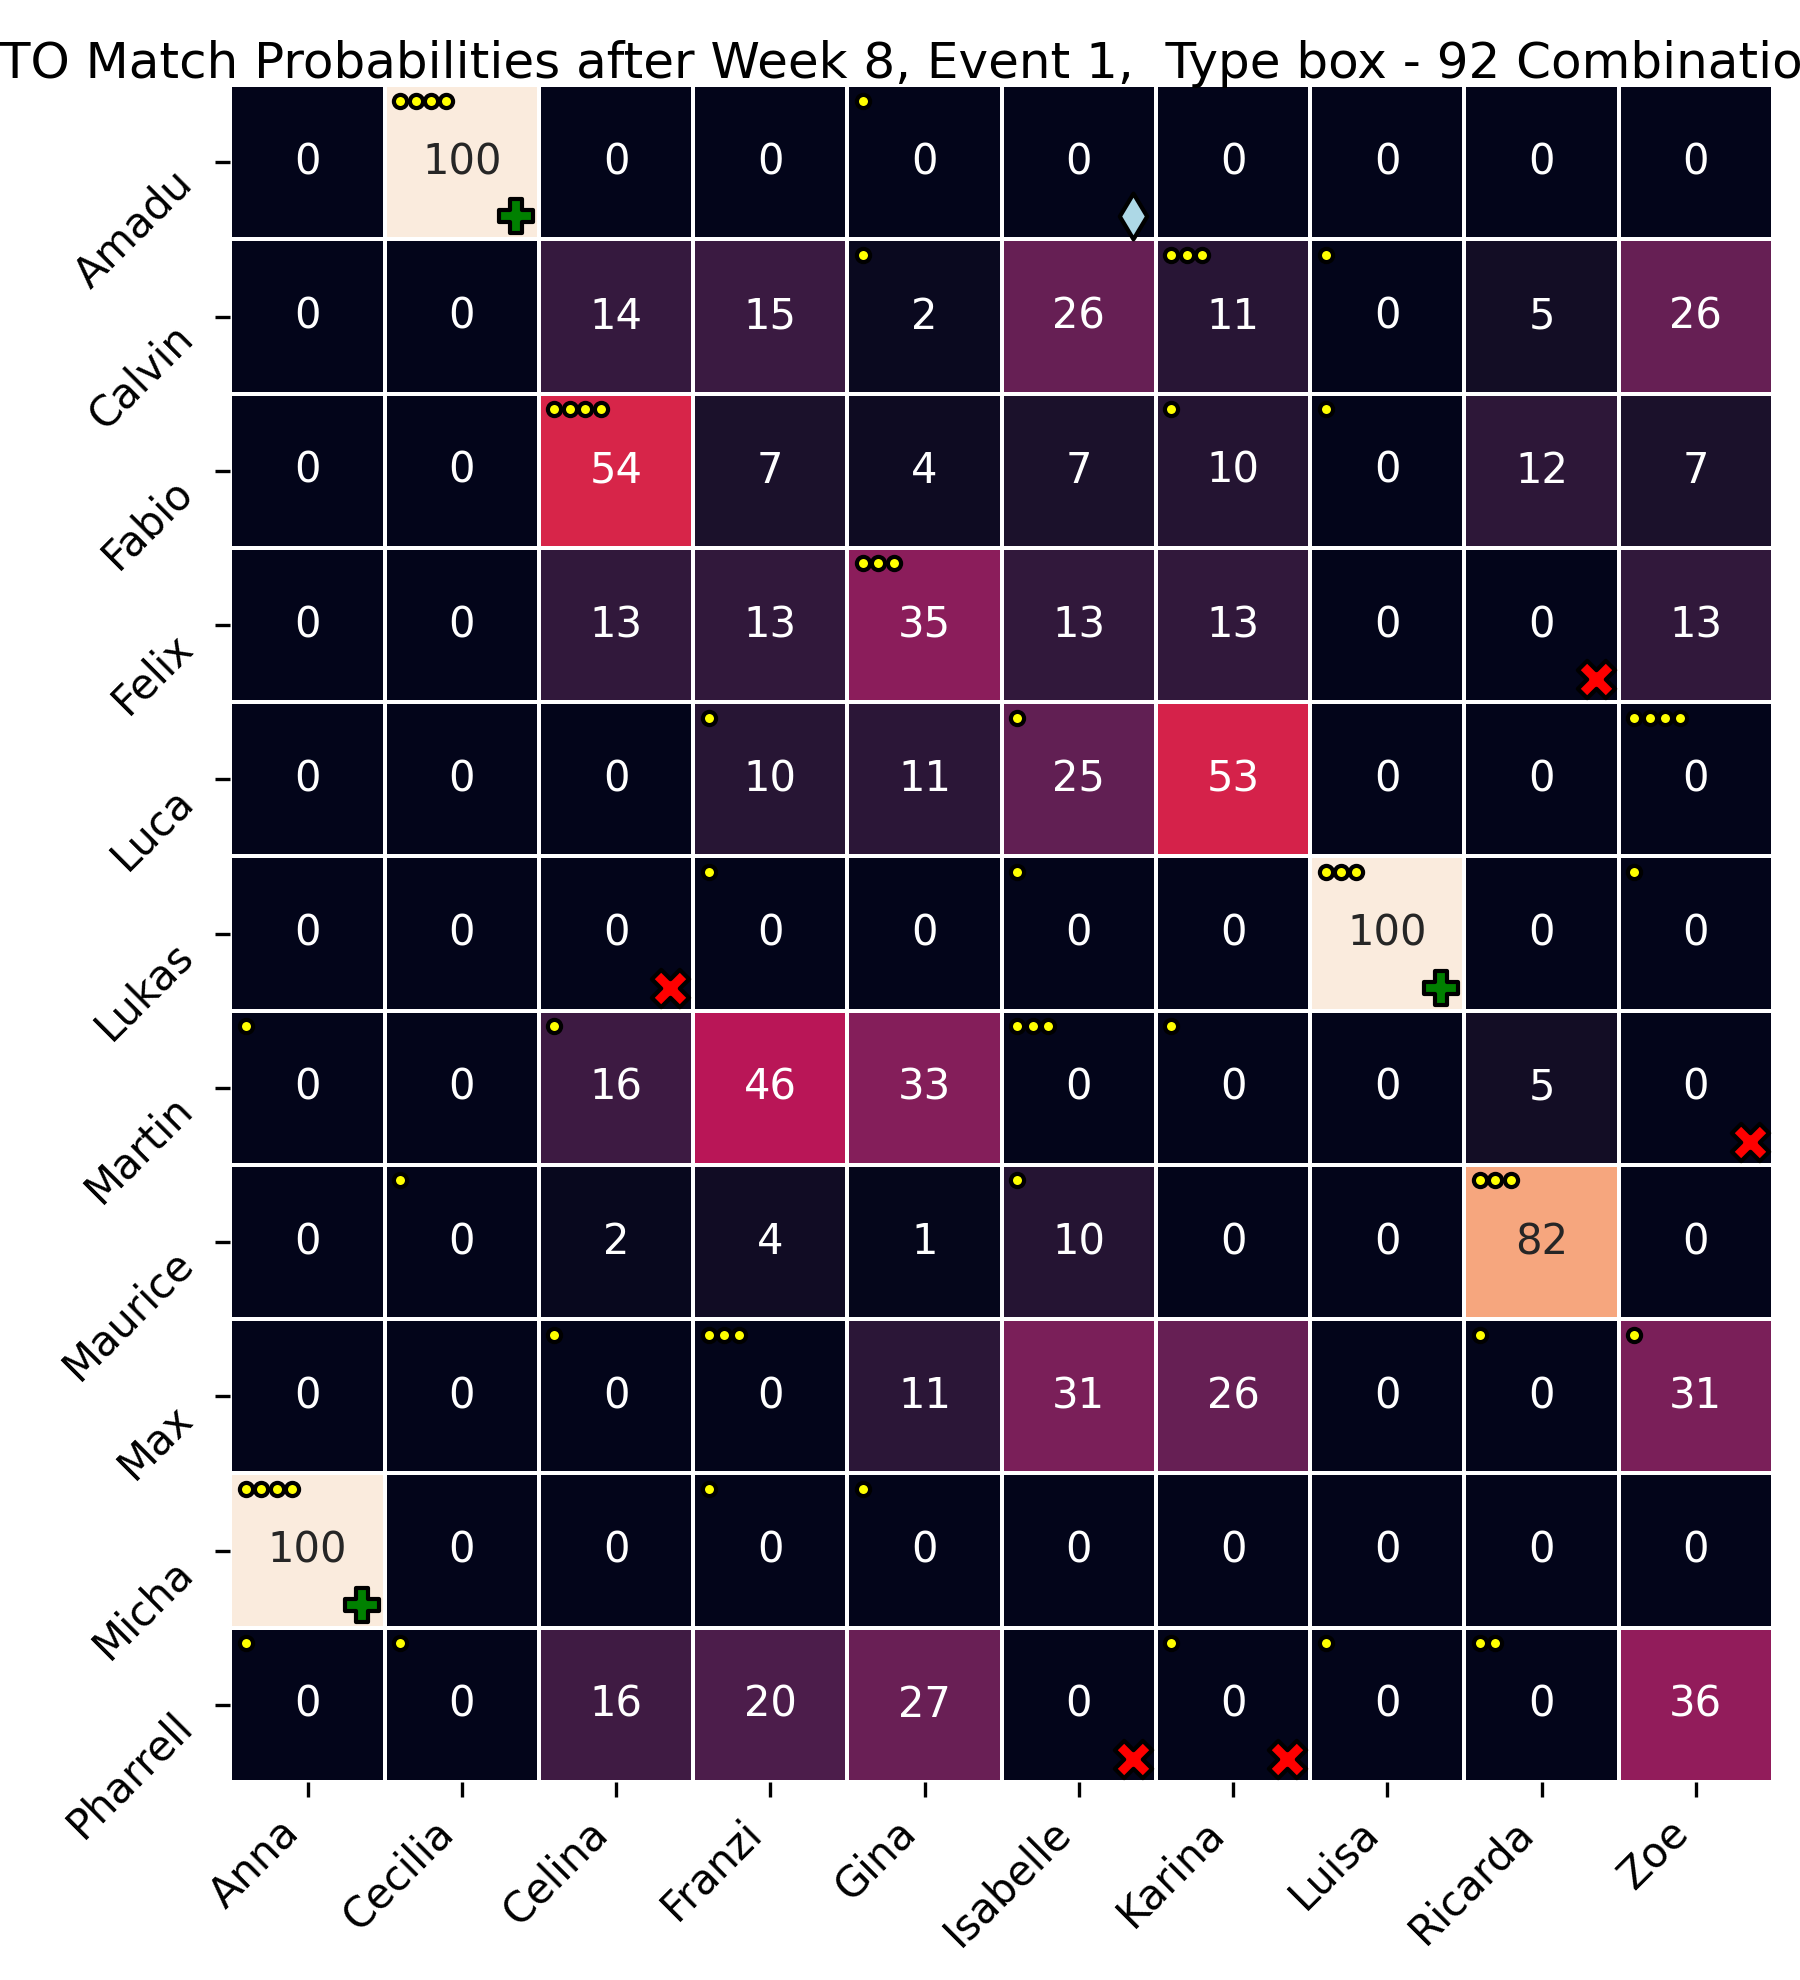 TO Match Probabilities after Week 8, Event 1, Type box - 92 Combinatio
Amadu 0 100 0 0 0 0 0 0 0 0
Calvin 0 0 14 15 2 26 11 0 5 26
Fabio 0 0 54 7 4 7 10 0 12 7
Felix 0 0 13 13 35 13 13 0 0 13
Luca 0 0 0 10 11 25 53 0 0 0
Lukas 0 0 0 0 0 0 0 100 0 0
Martin 0 0 16 46 33 0 0 0 5 0
Maurice 0 0 2 4 1 10 0 0 82 0
Max 0 0 0 0 11 31 26 0 0 31
Micha 100 0 0 0 0 0 0 0 0 0
Pharrell 0 0 16 20 27 0 0 0 0 36
Anna Cecilia Celina Franzi Gina Isabelle Karina Luisa Ricarda Zoe